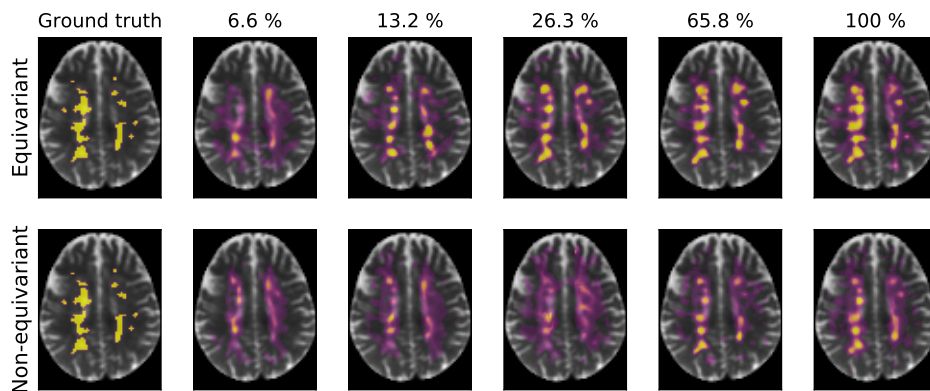 Ground truth 6.6 % 13.2 % 26.3 % 65.8 % 100 %
Equivariant
Non-equivariant